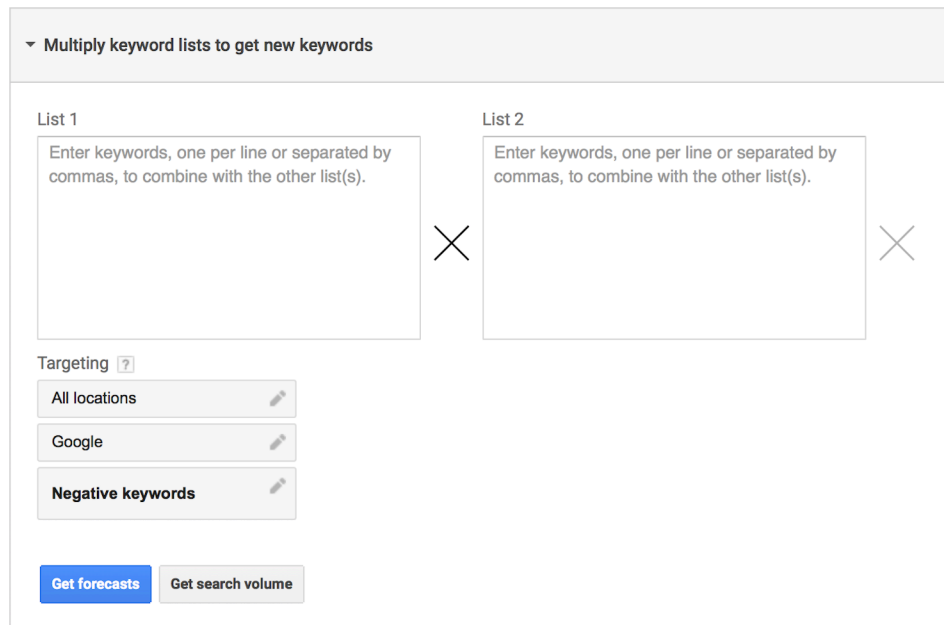 Multiply keyword lists to get new keywords
List 1
List 2
Enter keywords, one per line or separated by
commas, to combine with the other list(s).
Enter keywords, one per line or separated by
commas, to combine with the other list(s).
Targeting ?
All locations
Google
Negative keywords
Get forecasts
Get search volume